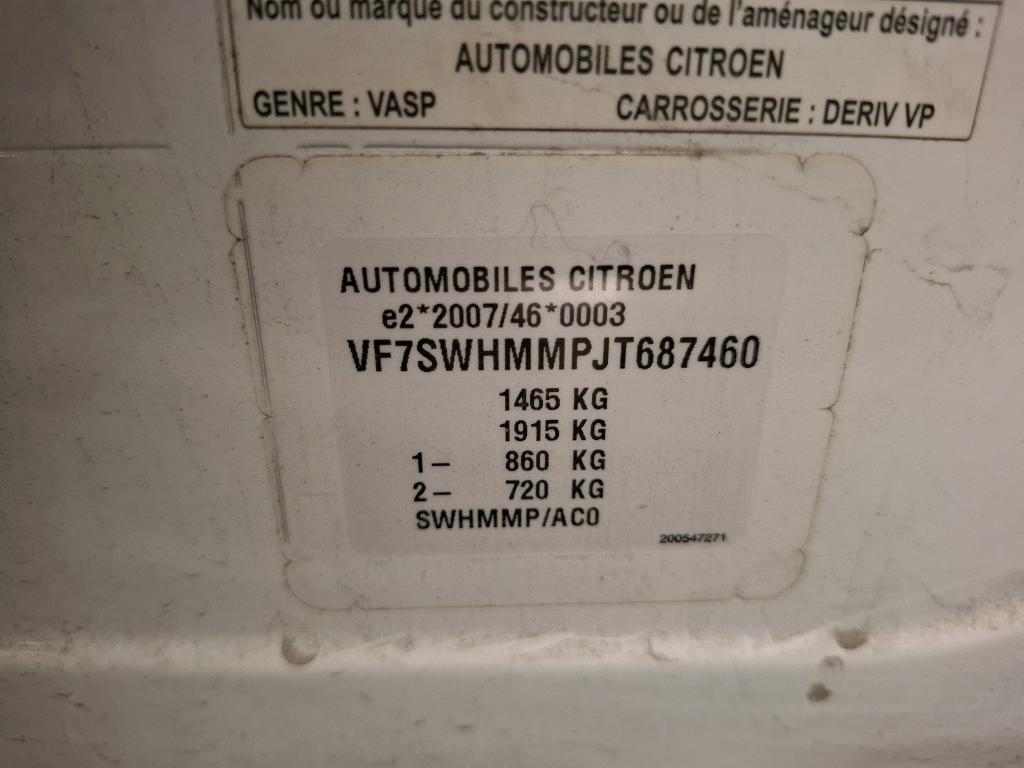 Nom ou marque du constructeur ou de l'aménageur désigné :
AUTOMOBILES CITROEN
GENRE : VASP CARROSSERIE : DERIV VP
AUTOMOBILES CITROEN
e2*2007/46*0003
VF7SWHMMPJT687460
1465 KG
1915 KG
1— 860 KG
2— 720 KG
SWHMMP/AC0
200547271